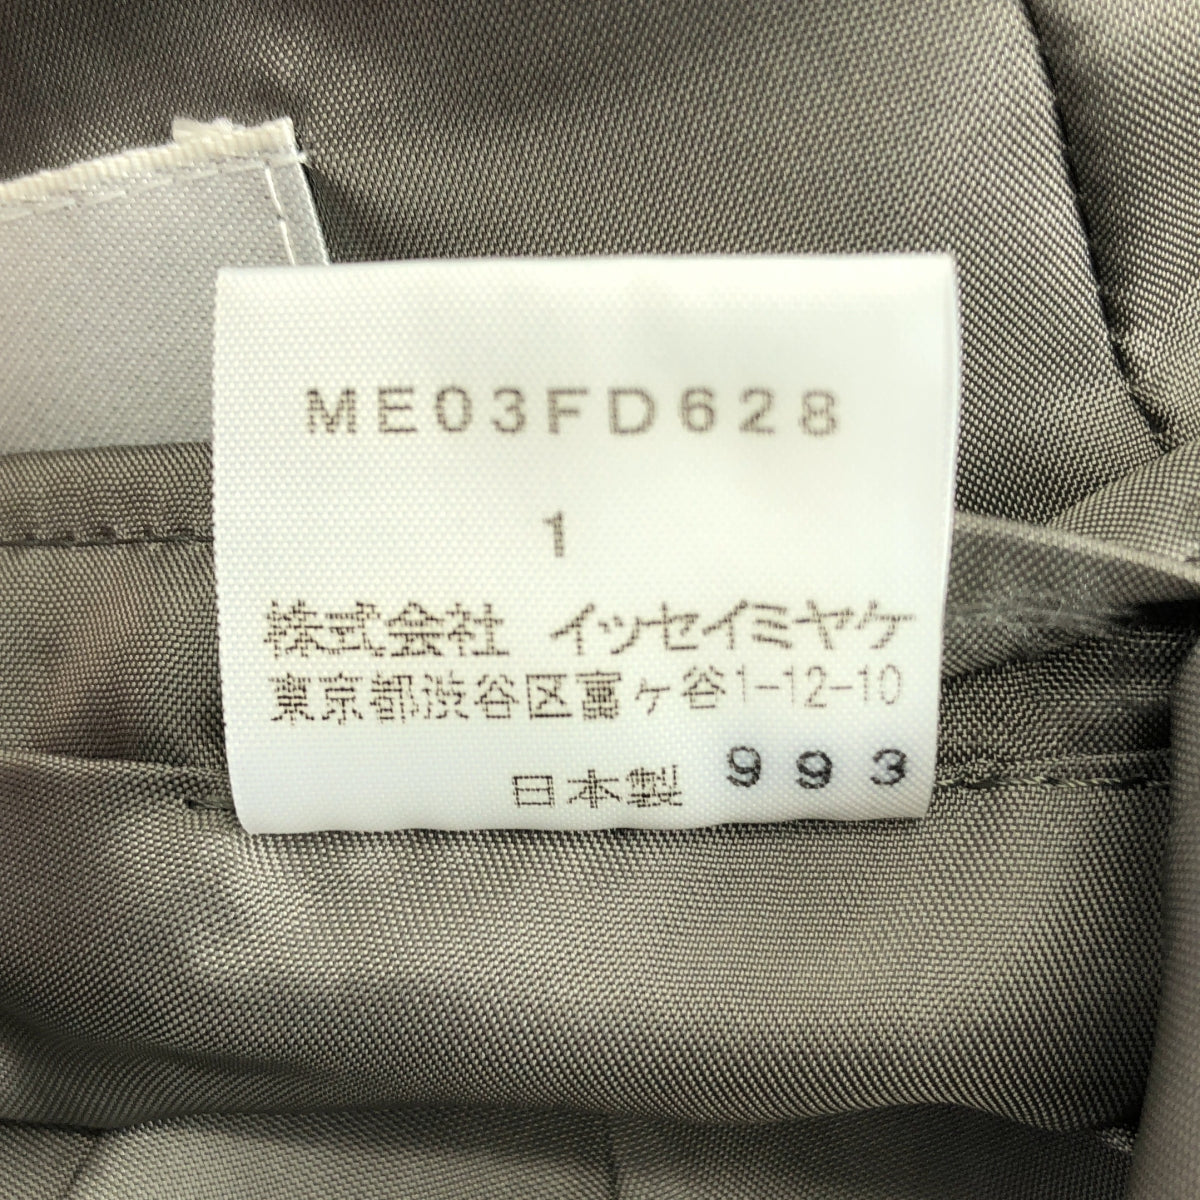 ME03FD628
1
株式会社 イッセイミヤケ
東京都渋谷区富ヶ谷1-12-10
日本製 993